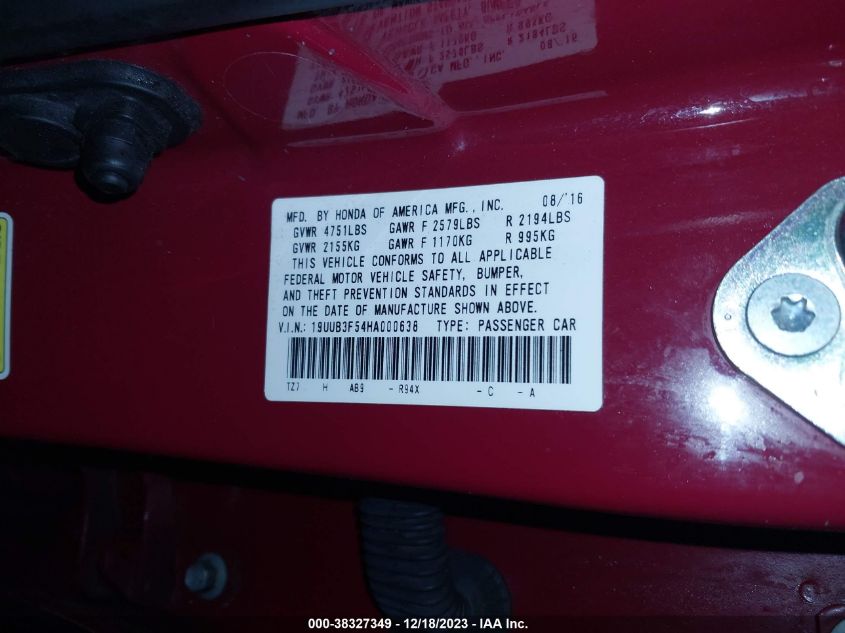 MFD. BY HONDA OF AMERICA MFG., INC. 08/'16
GVWR 4751LBS GAWR F 2579LBS R 2194LBS
GVWR 2155KG GAWR F 1170KG R 995KG
THIS VEHICLE CONFORMS TO ALL APPLICABLE
FEDERAL MOTOR VEHICLE SAFETY, BUMPER,
AND THEFT PREVENTION STANDARDS IN EFFECT
ON THE DATE OF MANUFACTURE SHOWN ABOVE.
V.I.N.: 19UUB3F54HA000638 TYPE: PASSENGER CAR
TZ7 H AB9 - R94X - C - A
000-38327349 - 12/18/2023 - IAA Inc.